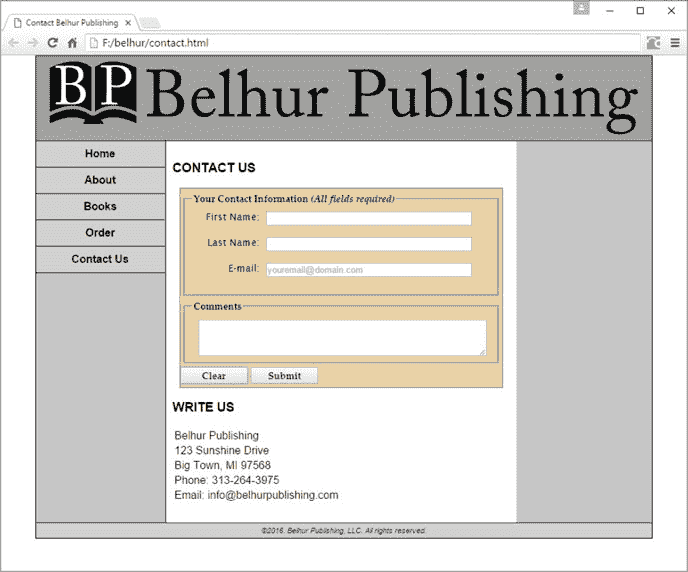 Contact Belhur Publishing
F:/belhur/contact.html
BP Belhur Publishing
Home
About
Books
Order
Contact Us
CONTACT US
Your Contact Information (All fields required)
First Name:
Last Name:
E-mail: youremail@domain.com
Comments
Clear Submit
WRITE US
Belhur Publishing
123 Sunshine Drive
Big Town, MI 97568
Phone: 313-264-3975
Email: info@belhurpublishing.com
©2016. Belhur Publishing, LLC. All rights reserved.